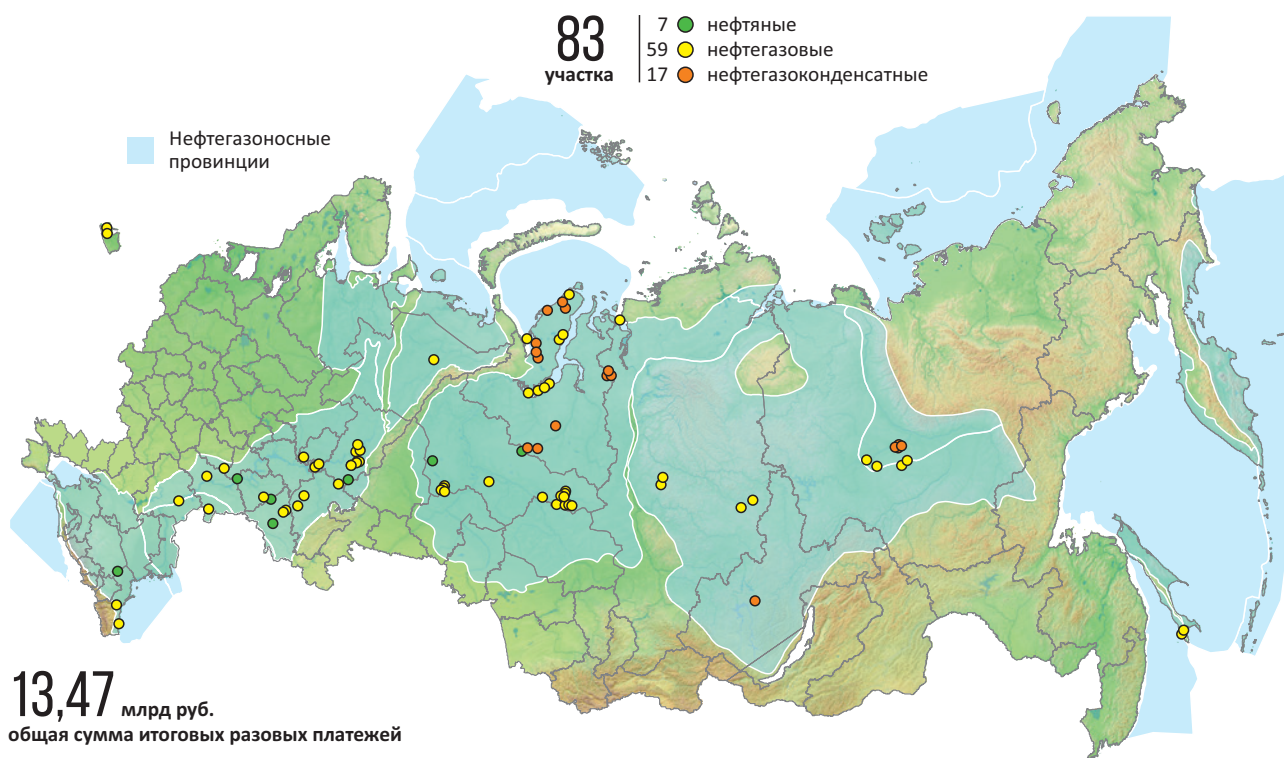 83
участка
7 нефтяные
59 нефтегазовые
17 нефтегазоконденсатные
Нефтегазоносные
провинции
13,47 млрд руб.
общая сумма итоговых разовых платежей